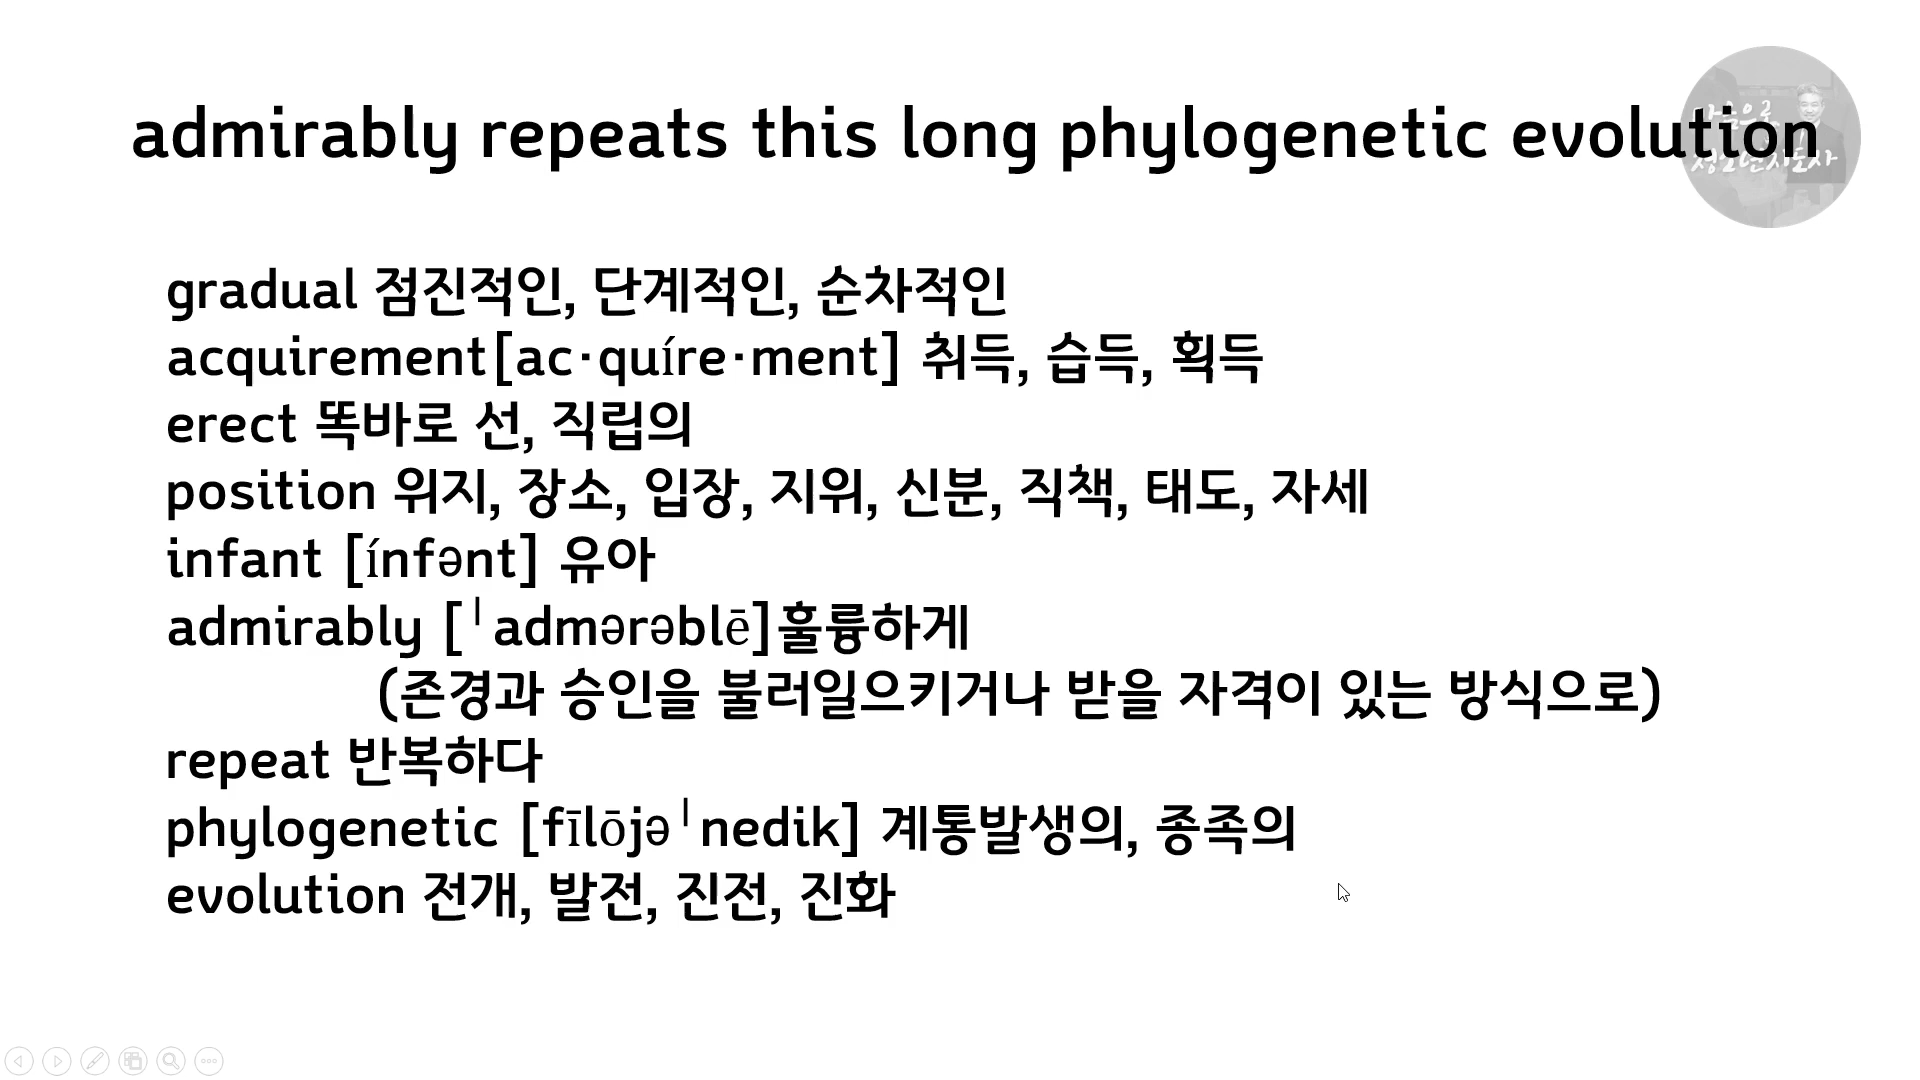 admirably repeats this long phylogenetic evolution
gradual 점진적인, 단계적인, 순차적인
acquirement[ac·quíre·ment] 취득, 습득, 획득
erect 똑바로 선, 직립의
position 위지, 장소, 입장, 지위, 신분, 직책, 태도, 자세
infant [ínfənt] 유아
admirably [ˈadmərəblē]훌륭하게
(존경과 승인을 불러일으키거나 받을 자격이 있는 방식으로)
repeat 반복하다
phylogenetic [fīlōjəˈnedik] 계통발생의, 종족의
evolution 전개, 발전, 진전, 진화